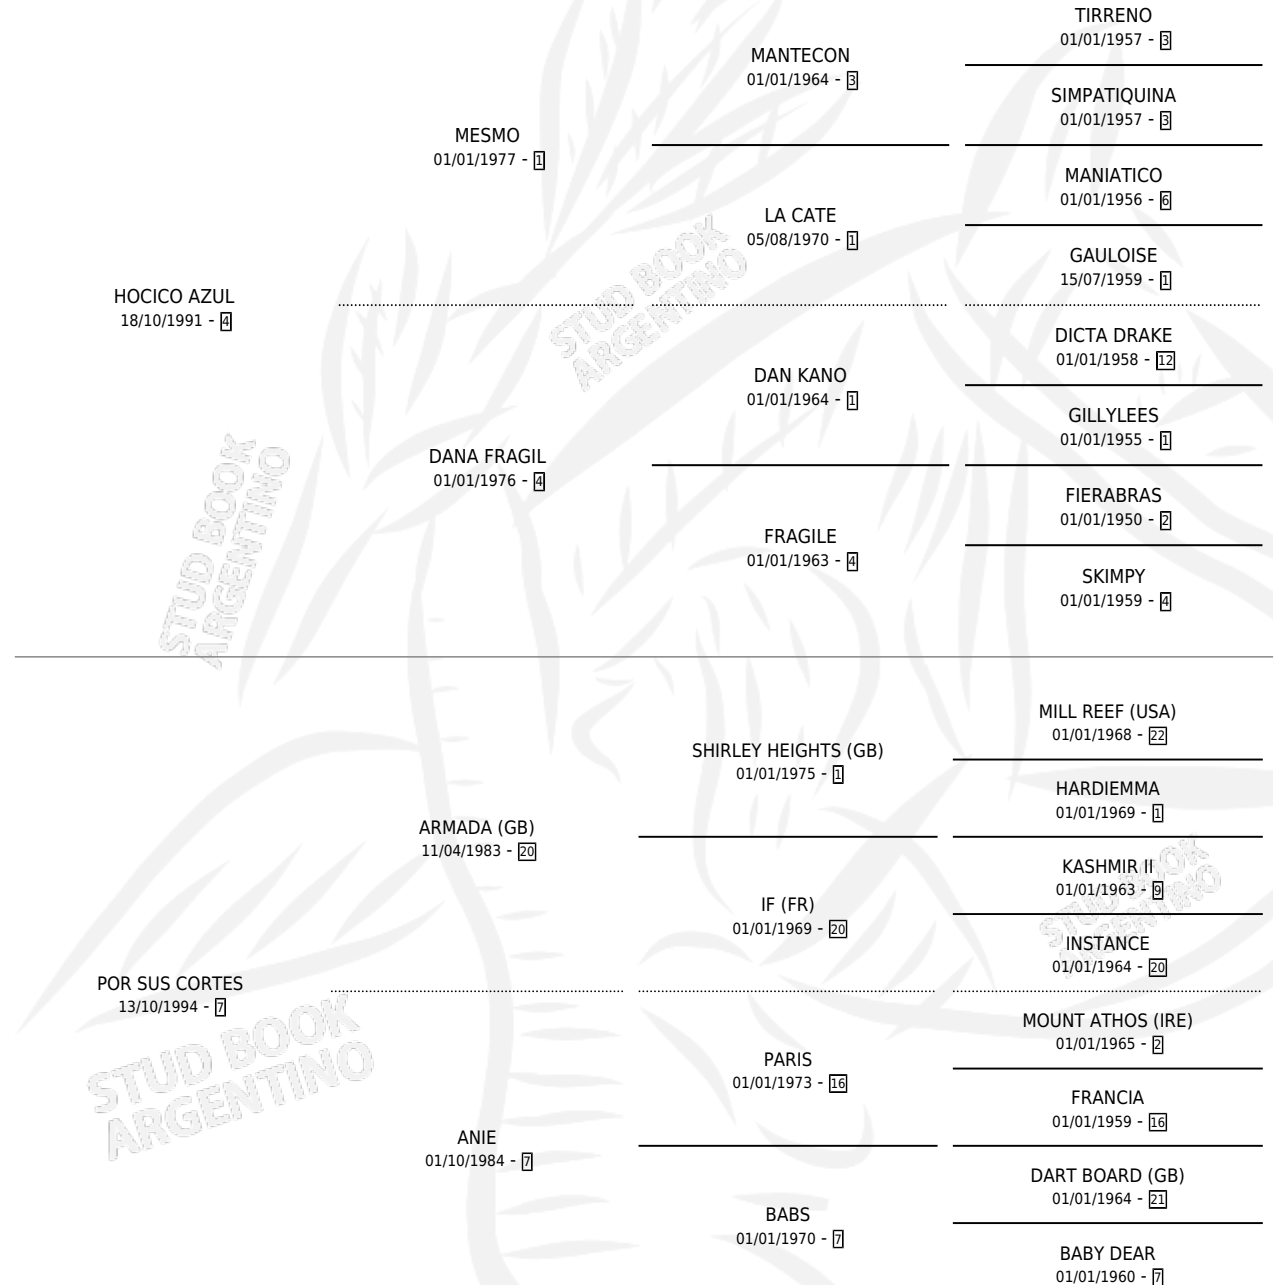 TIRRENO
01/01/1957 - 3
MANTECON
01/01/1964 - 3
SIMPATIQUINA
01/01/1957 - 3
MESMO
01/01/1977 - 1
MANIATICO
01/01/1956 - 6
LA CATE
05/08/1970 - 1
GAULOISE
15/07/1959 - 1
HOCICO AZUL
18/10/1991 - 4
DICTA DRAKE
01/01/1958 - 12
DAN KANO
01/01/1964 - 1
GILLYLEES
01/01/1955 - 1
DANA FRAGIL
01/01/1976 - 4
FIERABRAS
01/01/1950 - 2
FRAGILE
01/01/1963 - 4
SKIMPY
01/01/1959 - 4
STUD BOOK
ARGENTINO
STUD BOOK
ARGENTINO
MILL REEF (USA)
01/01/1968 - 22
SHIRLEY HEIGHTS (GB)
01/01/1975 - 1
HARDIEMMA
01/01/1969 - 1
ARMADA (GB)
11/04/1983 - 20
KASHMIR II
01/01/1963 - 9
IF (FR)
01/01/1969 - 20
INSTANCE
01/01/1964 - 20
POR SUS CORTES
13/10/1994 - 7
MOUNT ATHOS (IRE)
01/01/1965 - 2
PARIS
01/01/1973 - 16
FRANCIA
01/01/1959 - 16
ANIE
01/10/1984 - 7
DART BOARD (GB)
01/01/1964 - 21
BABS
01/01/1970 - 7
BABY DEAR
01/01/1960 - 7
STUD BOOK
ARGENTINO
STUD BOOK
ARGENTINO